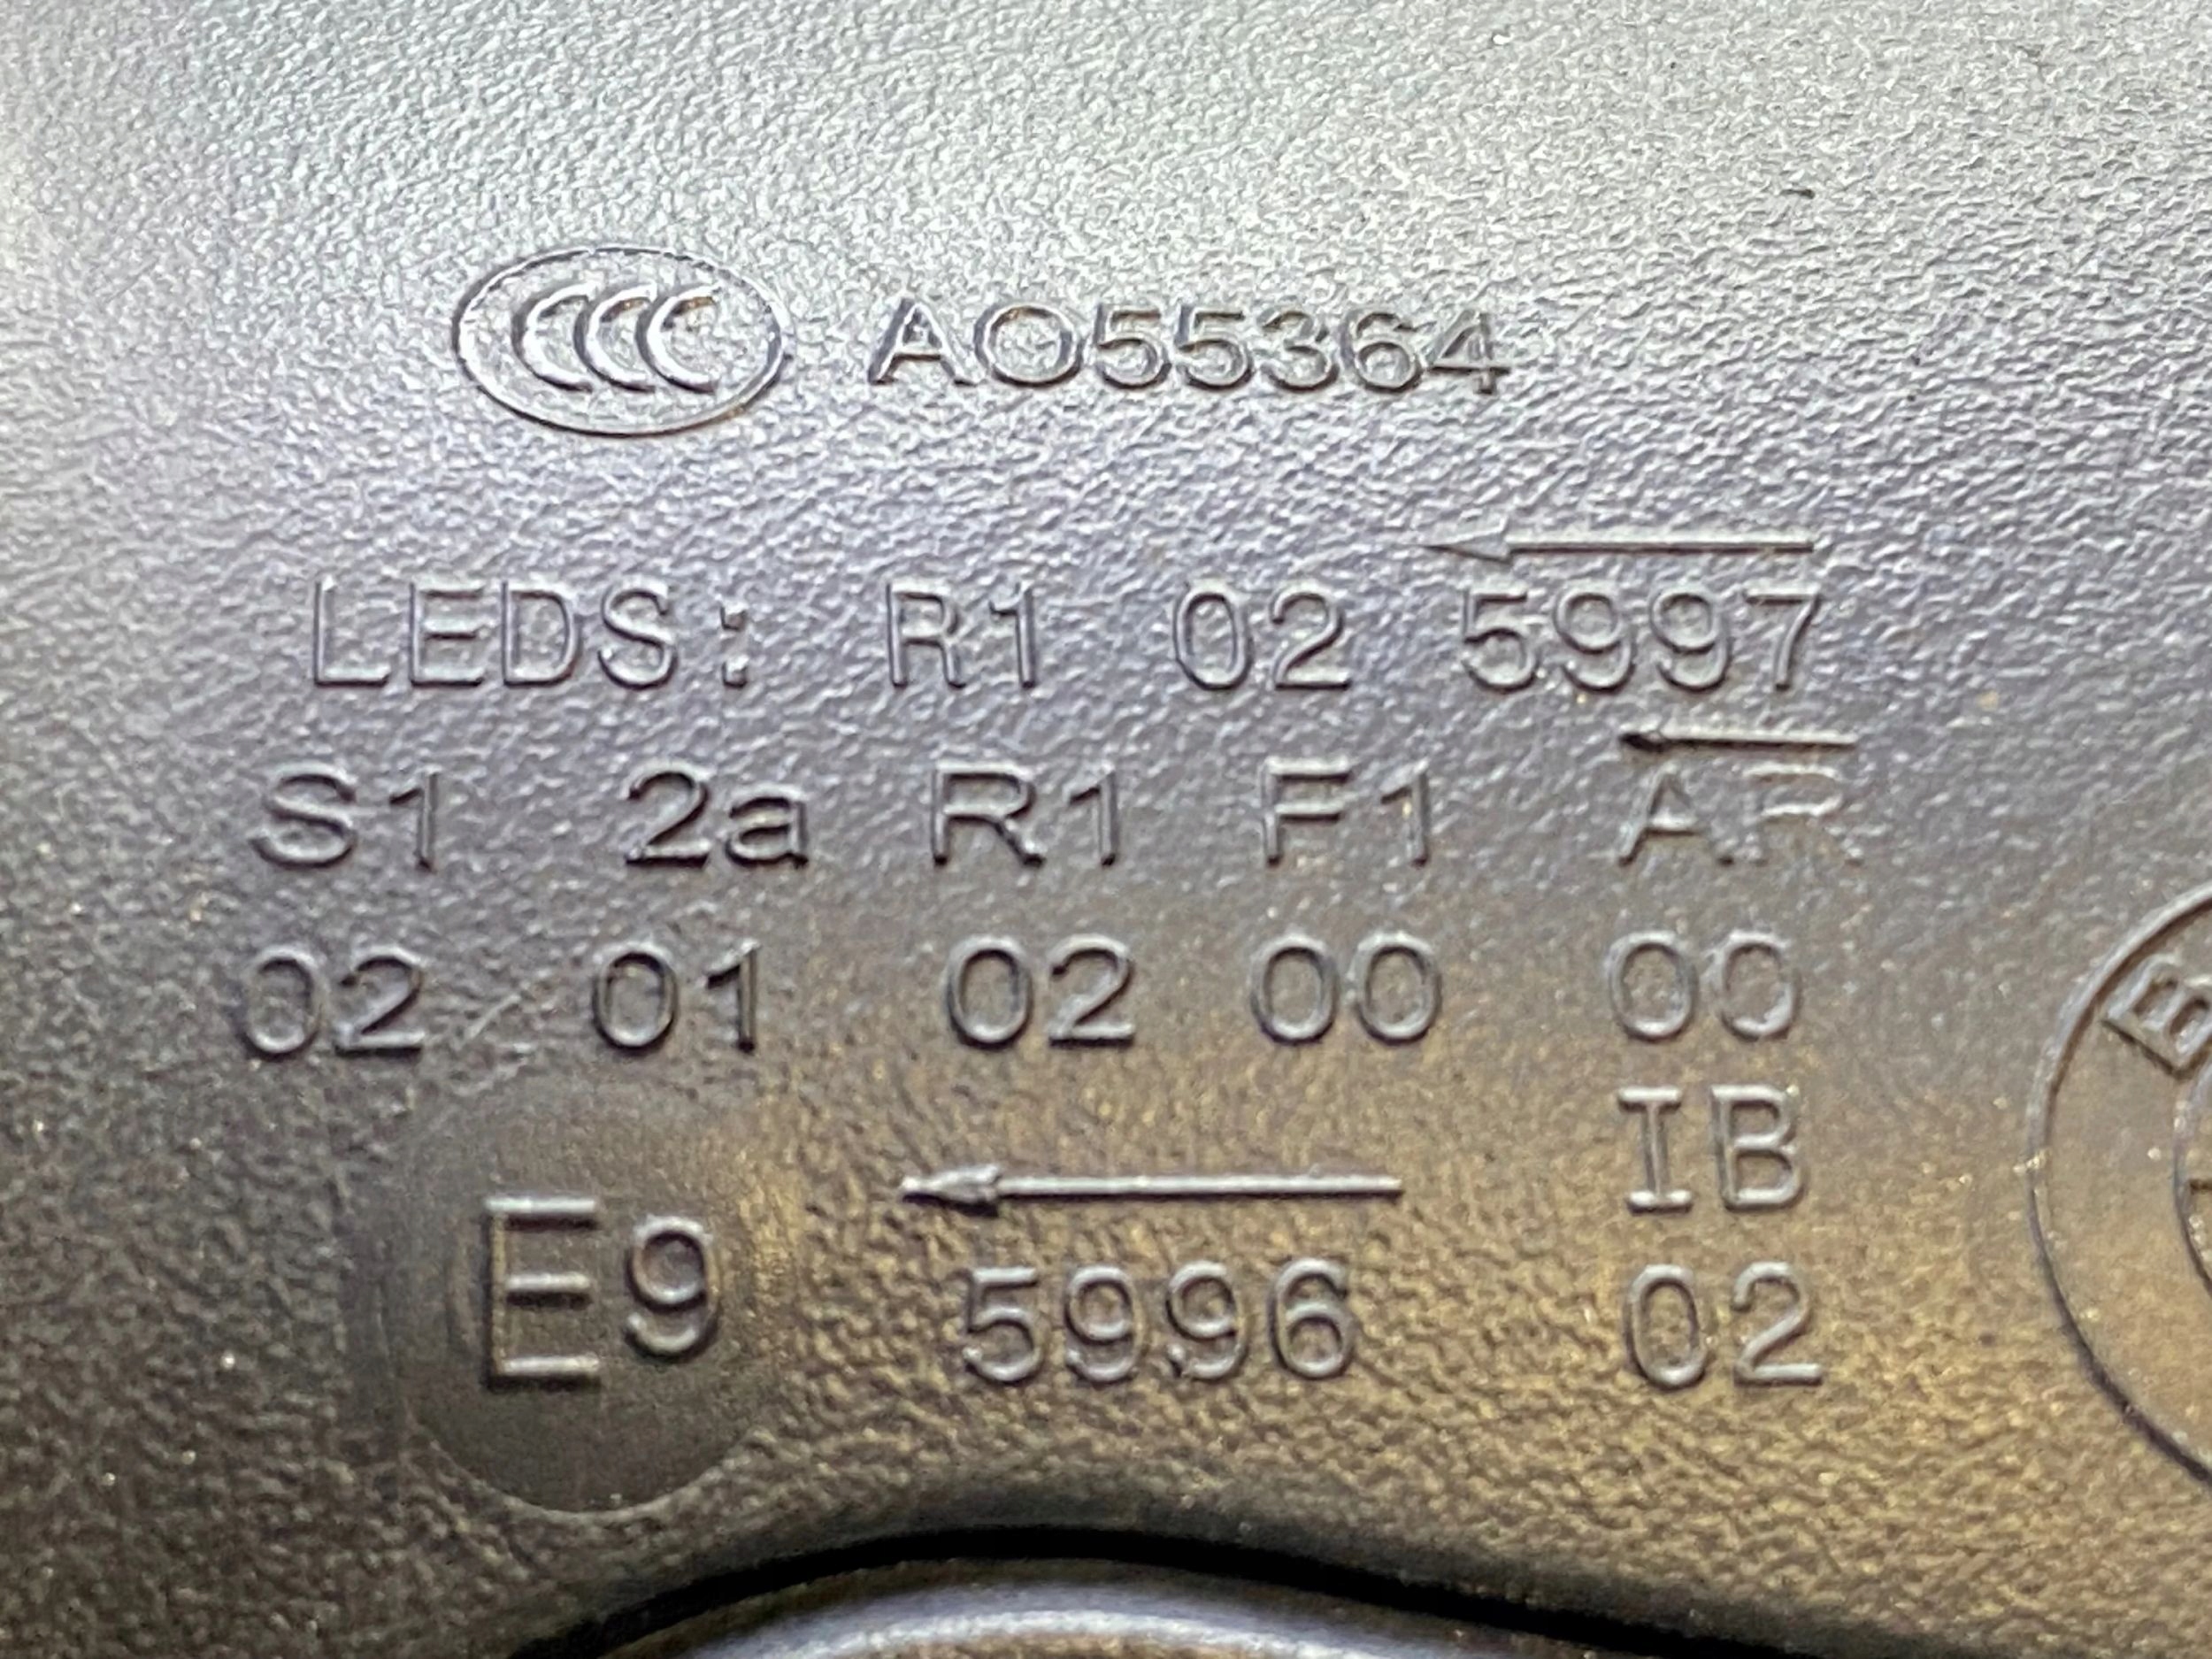 CCC AO55364
LEDS: R1 02 5997
S1 2a R1 F1 AR
02 01 02 00 00
IB
E9 5996 02
B